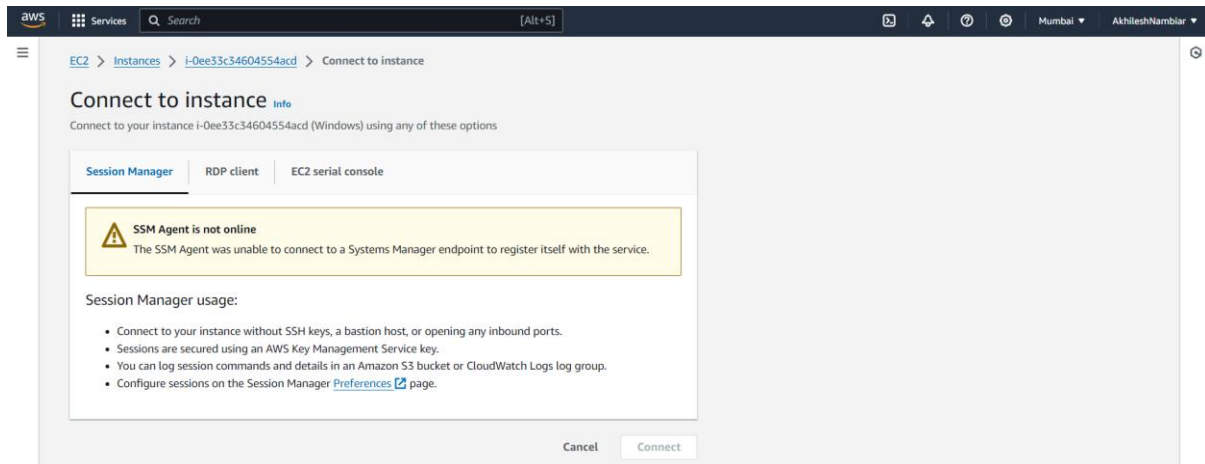 aws Services Search [Alt+S] Mumbai AkhileshNambiar
EC2 > Instances > i-0ee33c34604554acd > Connect to instance
Connect to instance Info
Connect to your instance i-0ee33c34604554acd (Windows) using any of these options
Session Manager RDP client EC2 serial console
SSM Agent is not online
The SSM Agent was unable to connect to a Systems Manager endpoint to register itself with the service.
Session Manager usage:
• Connect to your instance without SSH keys, a bastion host, or opening any inbound ports.
• Sessions are secured using an AWS Key Management Service key.
• You can log session commands and details in an Amazon S3 bucket or CloudWatch Logs log group.
• Configure sessions on the Session Manager Preferences page.
Cancel Connect